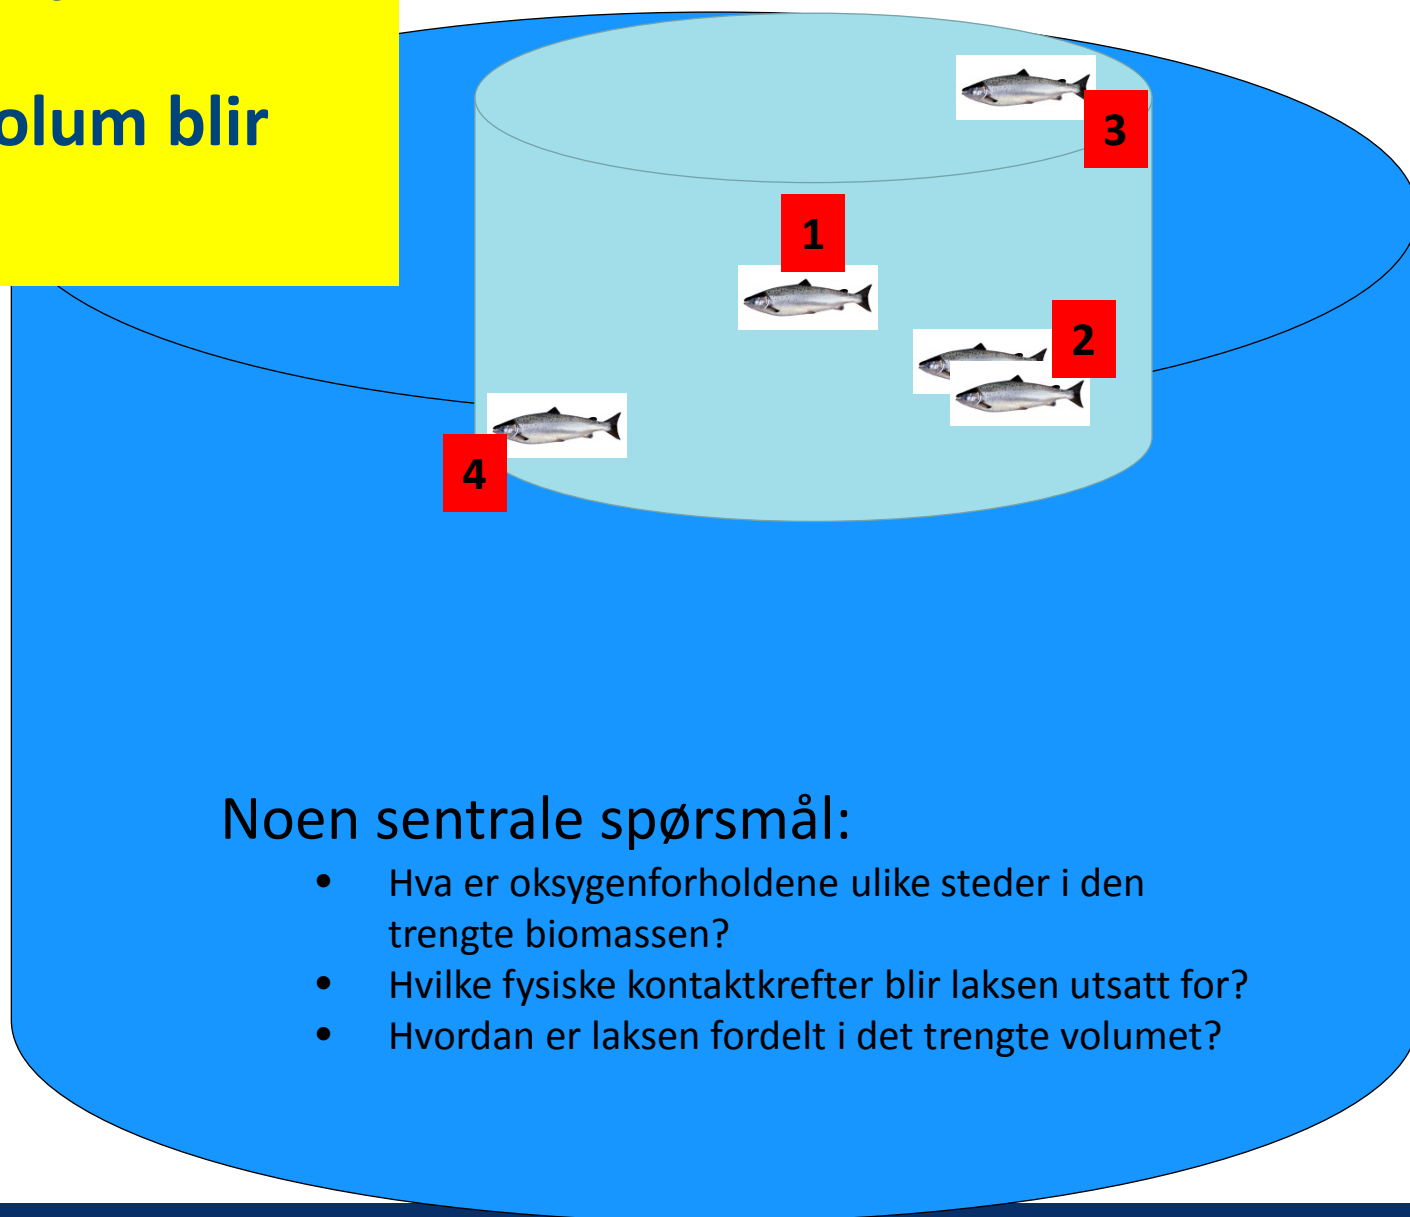 blir
3
1
2
4
Noen sentrale spørsmål:
• Hva er oksygenforholdene ulike steder i den
trengte biomassen?
• Hvilke fysiske kontaktkrefter blir laksen utsatt for?
• Hvordan er laksen fordelt i det trengte volumet?